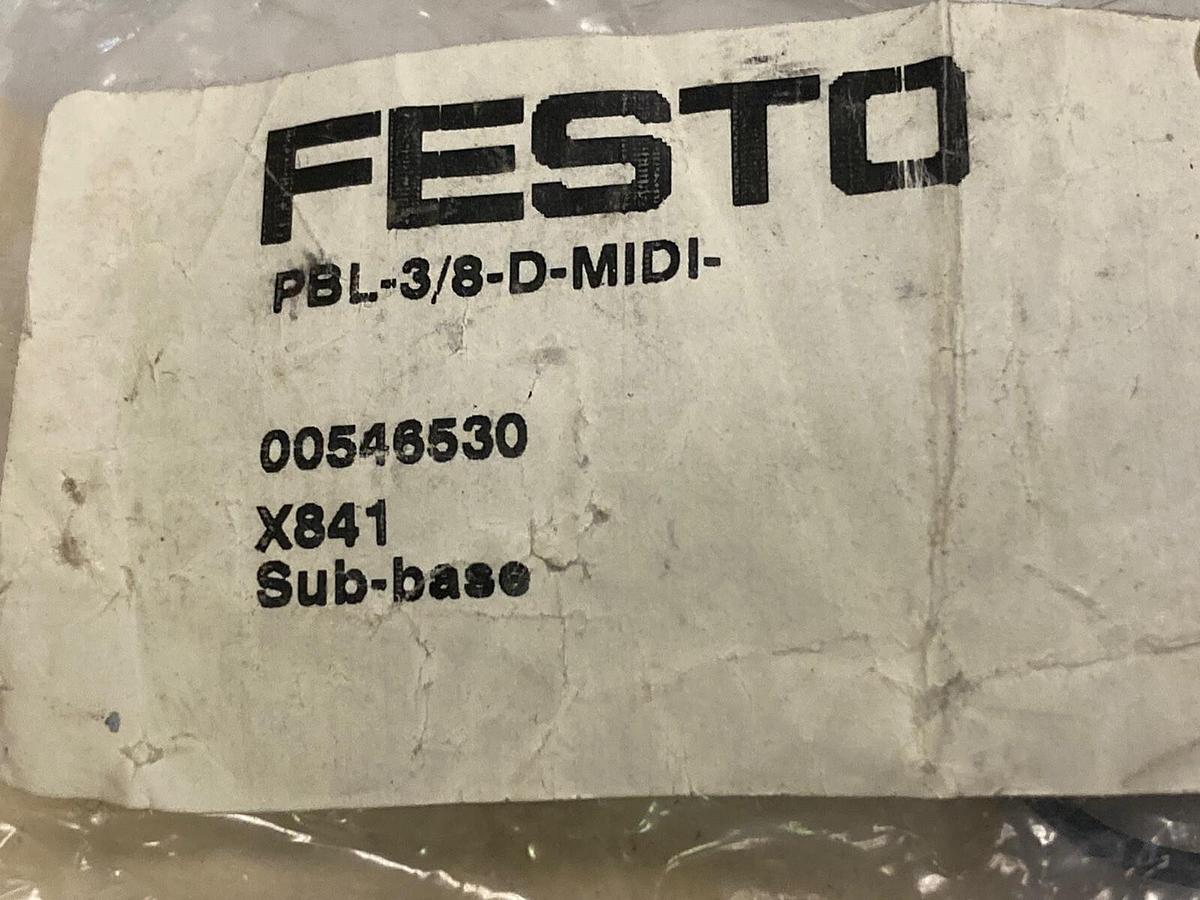 FESTO
PBL-3/8-D-MIDI-
00546530
X841
Sub-base